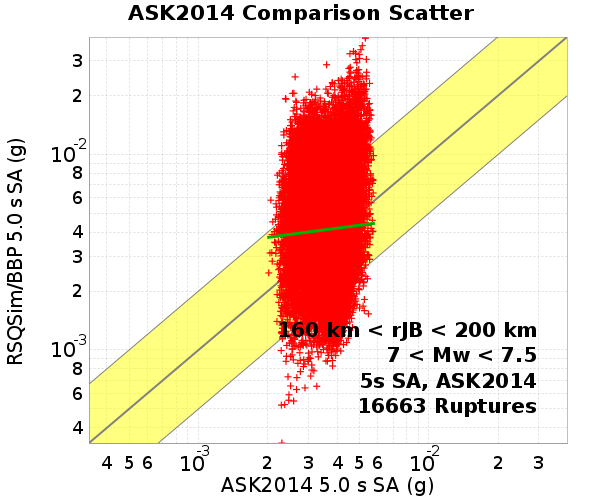 ASK2014 Comparison Scatter
RSQSim/BBP 5.0 s SA (g)
3
2
10-2
8
6
4
3
2
10-3
8
6
4
160 km < rJB < 200 km
7 < Mw < 7.5
5s SA, ASK2014
16663 Ruptures
4 5 6 10-3 2 3 4 5 6 10-2 2 3
ASK2014 5.0 s SA (g)